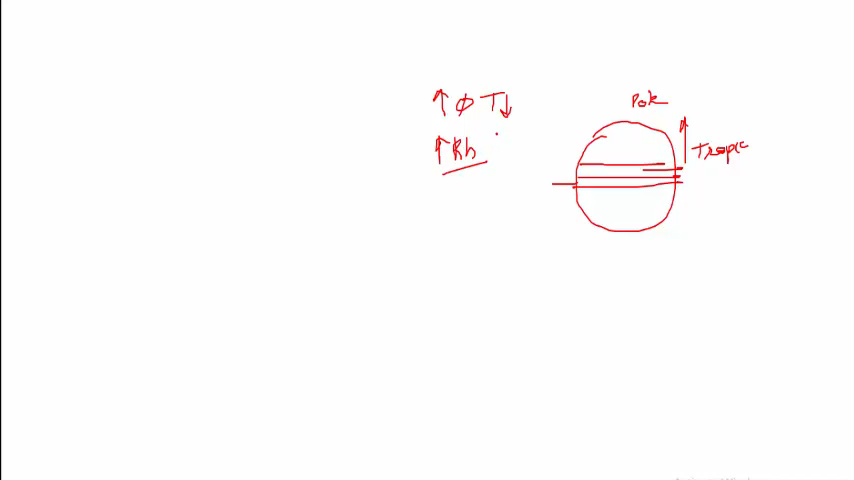 ↑ φ T↓
↑ Rh
Pole
Tropic